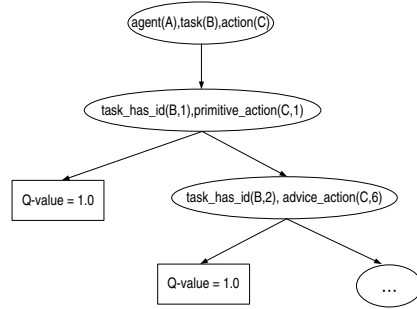 agent(A),task(B),action(C)
task_has_id(B,1),primitive_action(C,1)
Q-value = 1.0
task_has_id(B,2), advice_action(C,6)
Q-value = 1.0
...